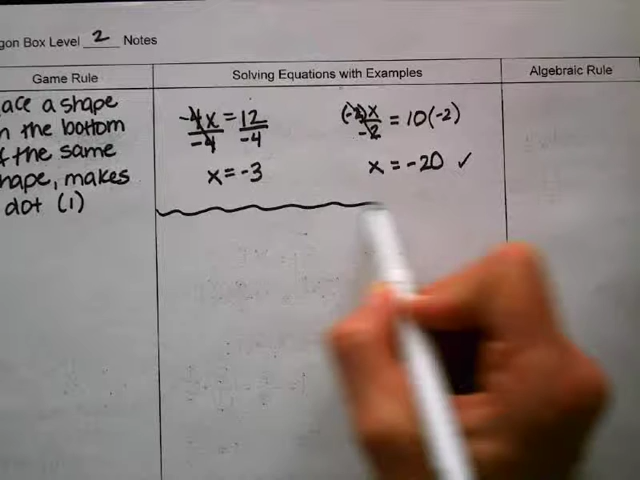 gon Box Level 2 Notes
Game Rule
Solving Equations with Examples
Algebraic Rule
ace a shape
n the bottom
f the same
hape, makes
dot (1)
-4x = 12
-4 -4
x = -3
(-2)x = 10(-2)
-2
x = -20 ✓